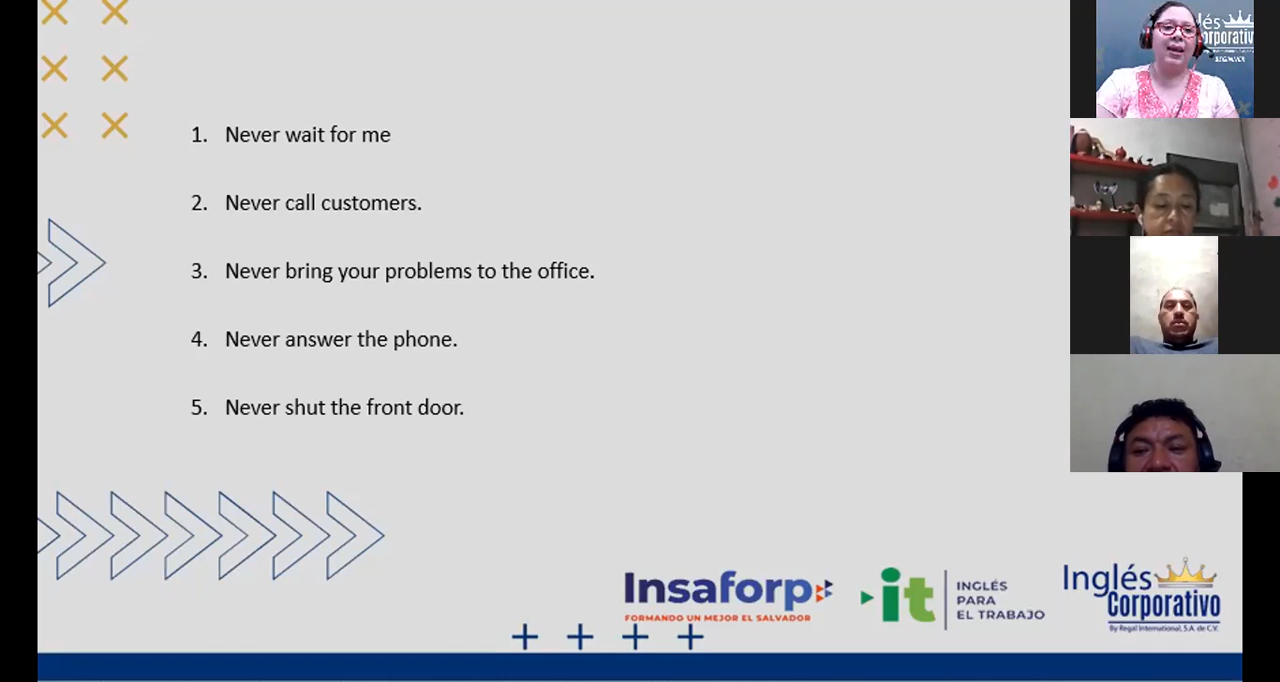 1. Never wait for me
2. Never call customers.
3. Never bring your problems to the office.
4. Never answer the phone.
5. Never shut the front door.
Insaforp
FORMANDO UN MEJOR EL SALVADOR
it
INGLÉS
PARA
EL TRABAJO
Inglés
Corporativo
By Regal International, S.A. de C.V.